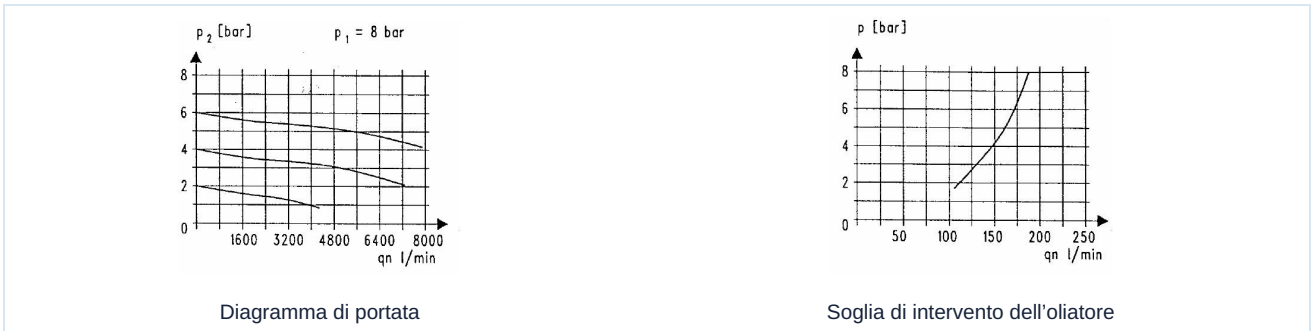 p 2 [bar]
p 1 = 8 bar
8
6
4
2
0
1600 3200 4800 6400 8000
qn l/min
Diagramma di portata
p [bar]
8
6
4
2
0
50 100 150 200 250
qn l/min
Soglia di intervento dell'oliatore